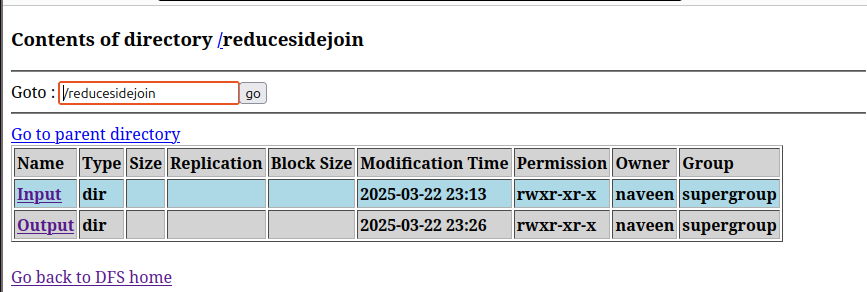 Contents of directory /reducesidejoin
Goto : /reducesidejoin go
Go to parent directory
Name Type Size Replication Block Size Modification Time Permission Owner Group
Input dir 2025-03-22 23:13 rwxr-xr-x naveen supergroup
Output dir 2025-03-22 23:26 rwxr-xr-x naveen supergroup
Go back to DFS home